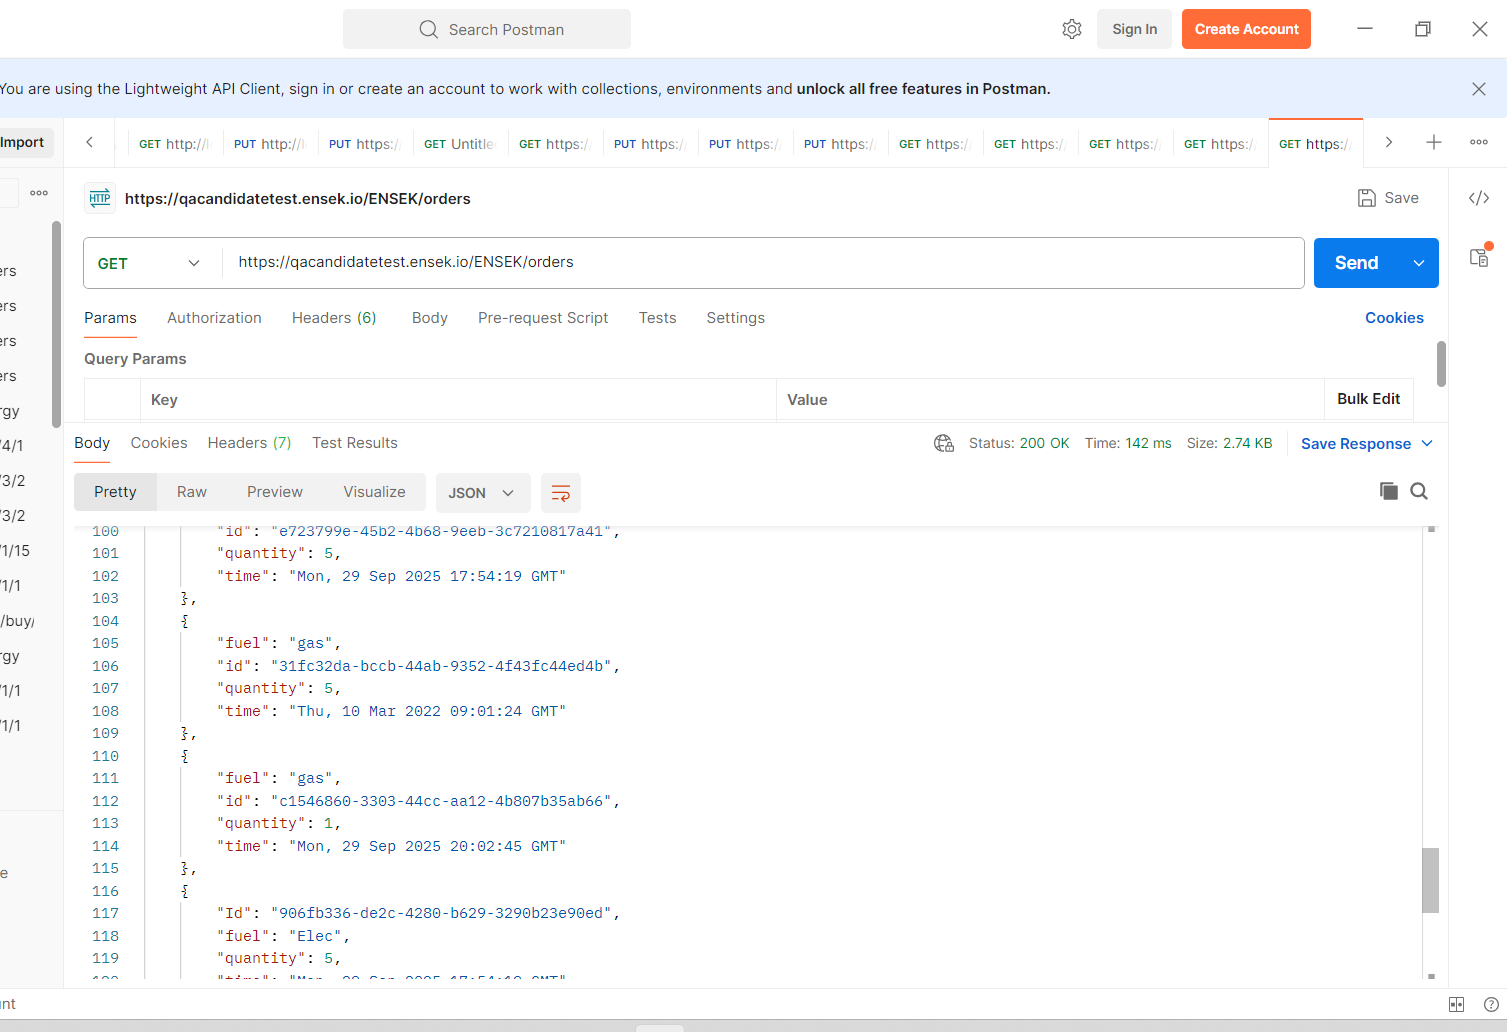 Search Postman
Sign In
Create Account
You are using the Lightweight API Client, sign in or create an account to work with collections, environments and unlock all free features in Postman.
Import
GET http://l
PUT http://l
PUT https:/
GET Untitle
GET https:/
PUT https:/
PUT https:/
PUT https:/
GET https:/
GET https:/
GET https:/
GET https:/
GET https:/
HTTP
https://qacandidatetest.ensek.io/ENSEK/orders
Save
GET
https://qacandidatetest.ensek.io/ENSEK/orders
Send
Params
Authorization
Headers (6)
Body
Pre-request Script
Tests
Settings
Cookies
Query Params
Key
Value
Bulk Edit
ers
ers
ers
ers
rgy
/4/1
/3/2
/3/2
/1/15
/1/1
/buy/
rgy
/1/1
/1/1
e
Body
Cookies
Headers (7)
Test Results
Status: 200 OK
Time: 142 ms
Size: 2.74 KB
Save Response
Pretty
Raw
Preview
Visualize
JSON
100 "id": "e723799e-45b2-4b68-9eeb-3c7210817a41",
101 "quantity": 5,
102 "time": "Mon, 29 Sep 2025 17:54:19 GMT"
103 },
104 {
105 "fuel": "gas",
106 "id": "31fc32da-bccb-44ab-9352-4f43fc44ed4b",
107 "quantity": 5,
108 "time": "Thu, 10 Mar 2022 09:01:24 GMT"
109 },
110 {
111 "fuel": "gas",
112 "id": "c1546860-3303-44cc-aa12-4b807b35ab66",
113 "quantity": 1,
114 "time": "Mon, 29 Sep 2025 20:02:45 GMT"
115 },
116 {
117 "Id": "906fb336-de2c-4280-b629-3290b23e90ed",
118 "fuel": "Elec",
119 "quantity": 5,
nt